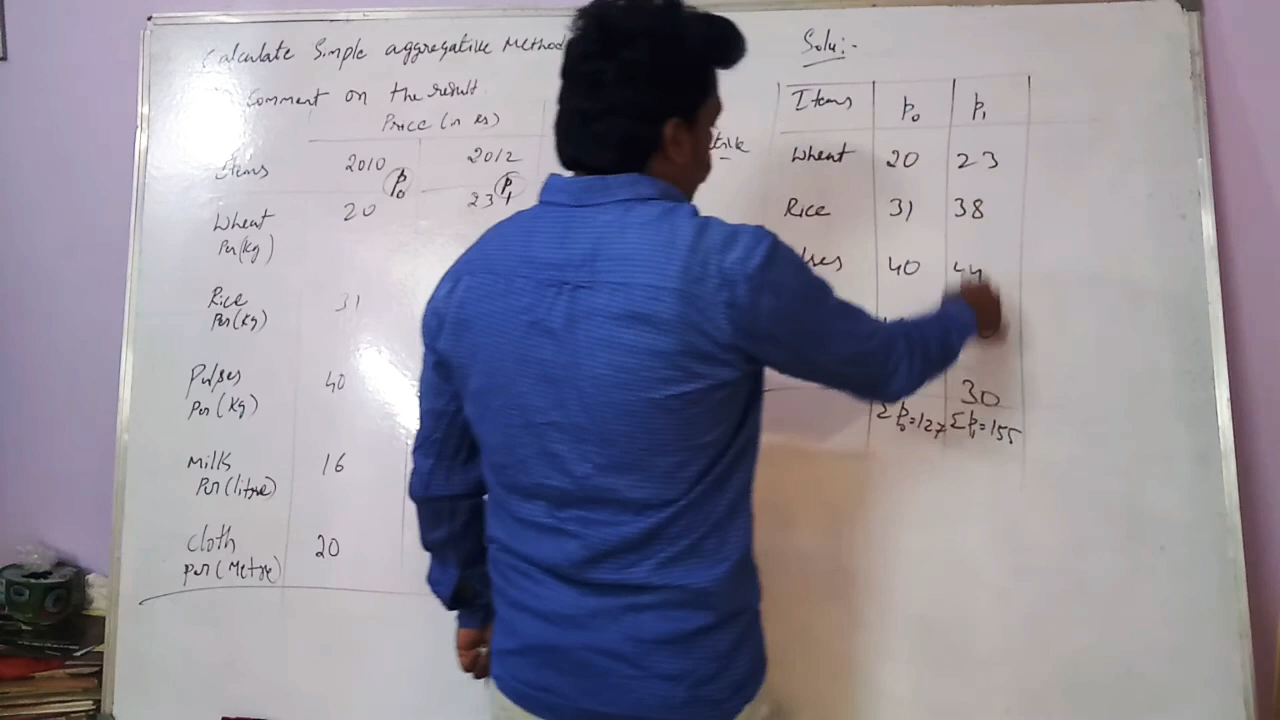 Calculate Simple aggregative Method
Comment on the result.
Price (in rs)
Items 2010 2012
P0 P1
Wheat 20 23
Per(kg)
Rice 31
Per(kg)
Pulses 40
Per(kg)
Milk 16
Per(litre)
Cloth 20
per(Metre)
Solu:-
Items P0 P1
Wheat 20 23
Rice 31 38
40 44
30
Σp0=127 Σp1=155